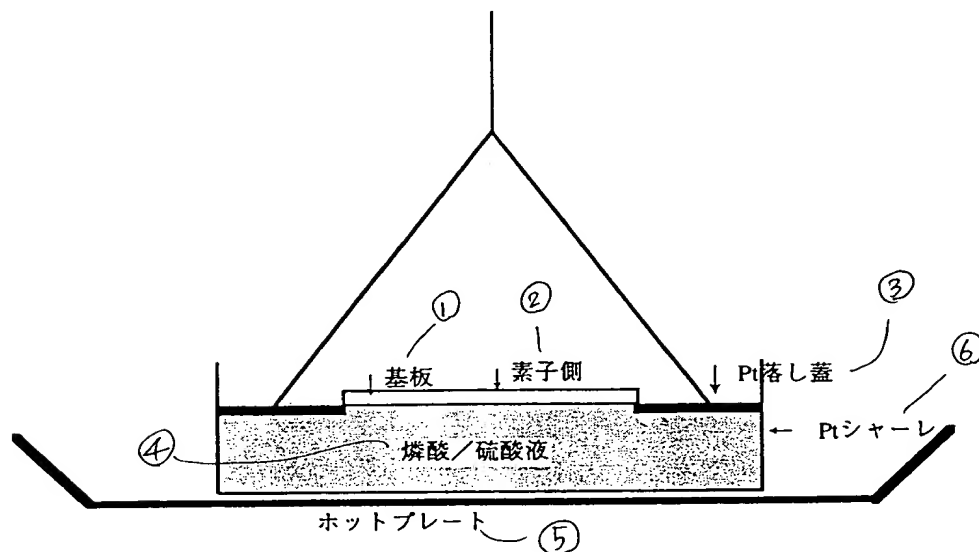 ① ②
③
基板 素子側
Pt落し蓋
⑥
Ptシャーレ
④
燐酸／硫酸液
ホットプレート
⑤